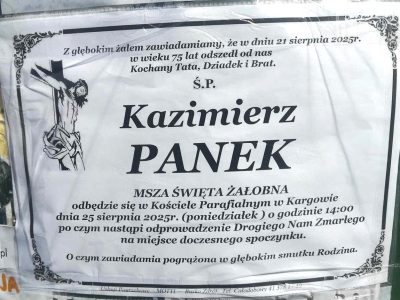 Z głębokim żalem zawiadamiamy, że w dniu 21 sierpnia 2025r.
w wieku 75 lat odszedł od nas
Kochany Tata, Dziadek i Brat.
Ś.P.
Kazimierz
PANEK
MSZA ŚWIĘTA ŻAŁOBNA
odbędzie się w Kościele Parafialnym w Kargowie
dnia 25 sierpnia 2025r. (poniedziałek ) o godzinie 14:00
po czym nastąpi odprowadzenie Drogiego Nam Zmarłego
na miejsce doczesnego spoczynku.
O czym zawiadamia pogrążona w głębokim smutku Rodzina.
.pl
JA